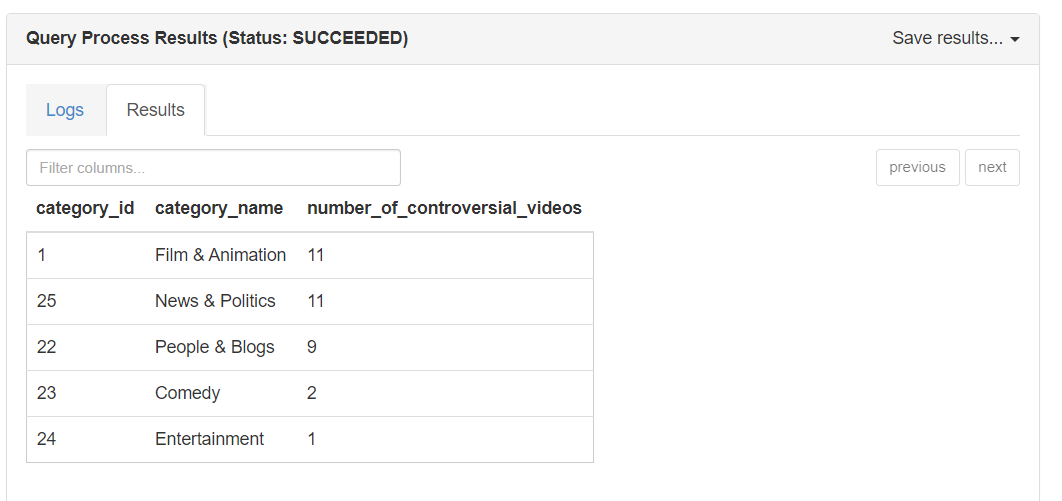 Query Process Results (Status: SUCCEEDED) Save results...
Logs Results
Filter columns... previous next
category_id category_name number_of_controversial_videos
1 Film & Animation 11
25 News & Politics 11
22 People & Blogs 9
23 Comedy 2
24 Entertainment 1